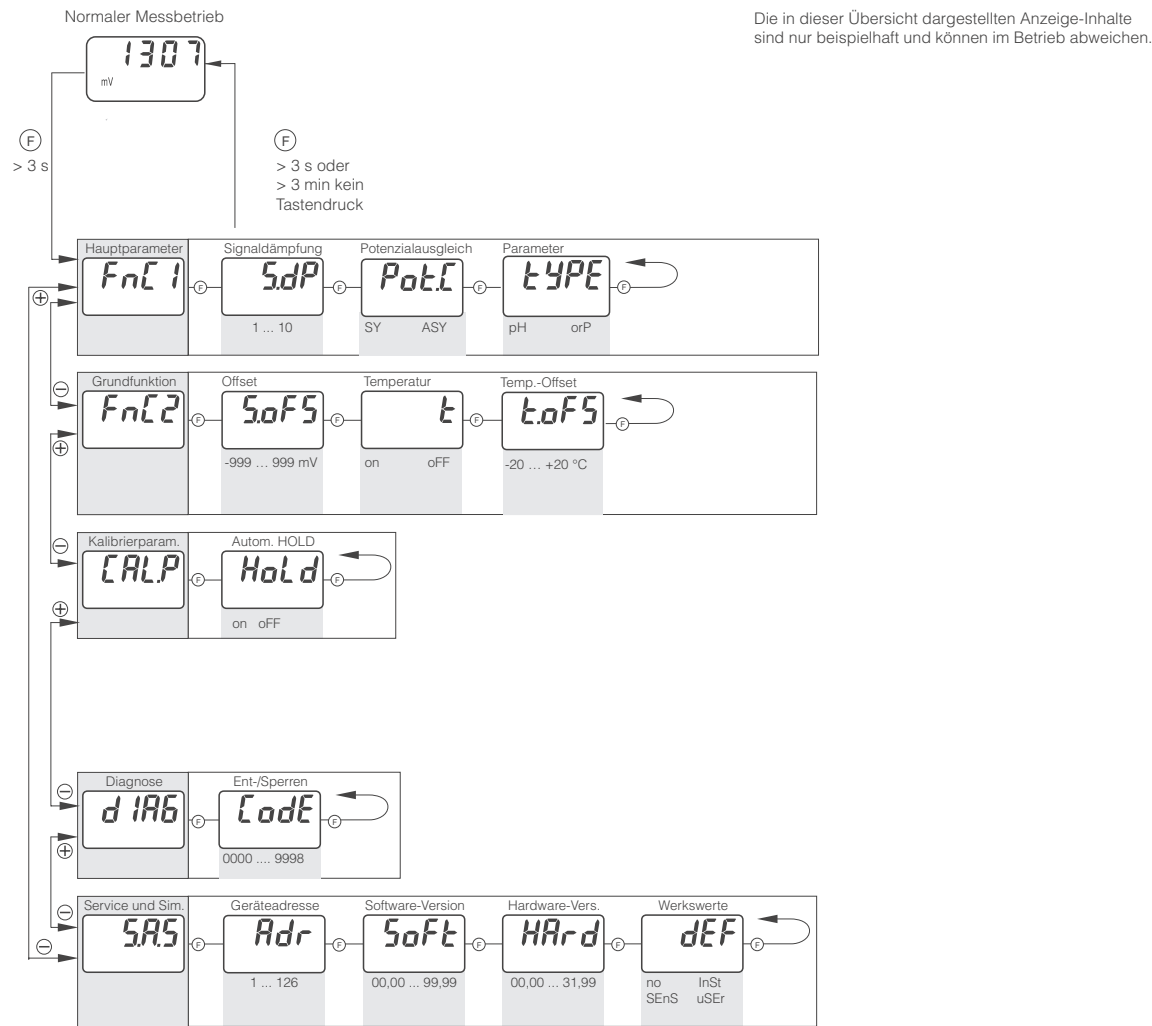 Normaler Messbetrieb
Die in dieser Übersicht dargestellten Anzeige-Inhalte
sind nur beispielhaft und können im Betrieb abweichen.
1307
mV
F
> 3 s
F
> 3 s oder
> 3 min kein
Tastendruck
Hauptparameter Signaldämpfung Potenzialausgleich Parameter
FnC1 F S.dP F Pot.C F tYPE F
+
1 ... 10 SY ASY pH orP
Grundfunktion Offset Temperatur Temp.-Offset
−
FnC2 F S.oFS F t F t.oFS F
+
-999 ... 999 mV on oFF -20 ... +20 °C
Kalibrierparam. Autom. HOLD
−
CAL.P F HoLd F
+
on oFF
Diagnose Ent-/Sperren
−
dIAG F CodE F
+
0000 .... 9998
Service und Sim. Geräteadresse Software-Version Hardware-Vers. Werkswerte
−
S.A.S F Adr F SoFt F HArd F dEF F
−
1 ... 126 00,00 ... 99,99 00,00 ... 31,99 no InSt
SEnS uSEr